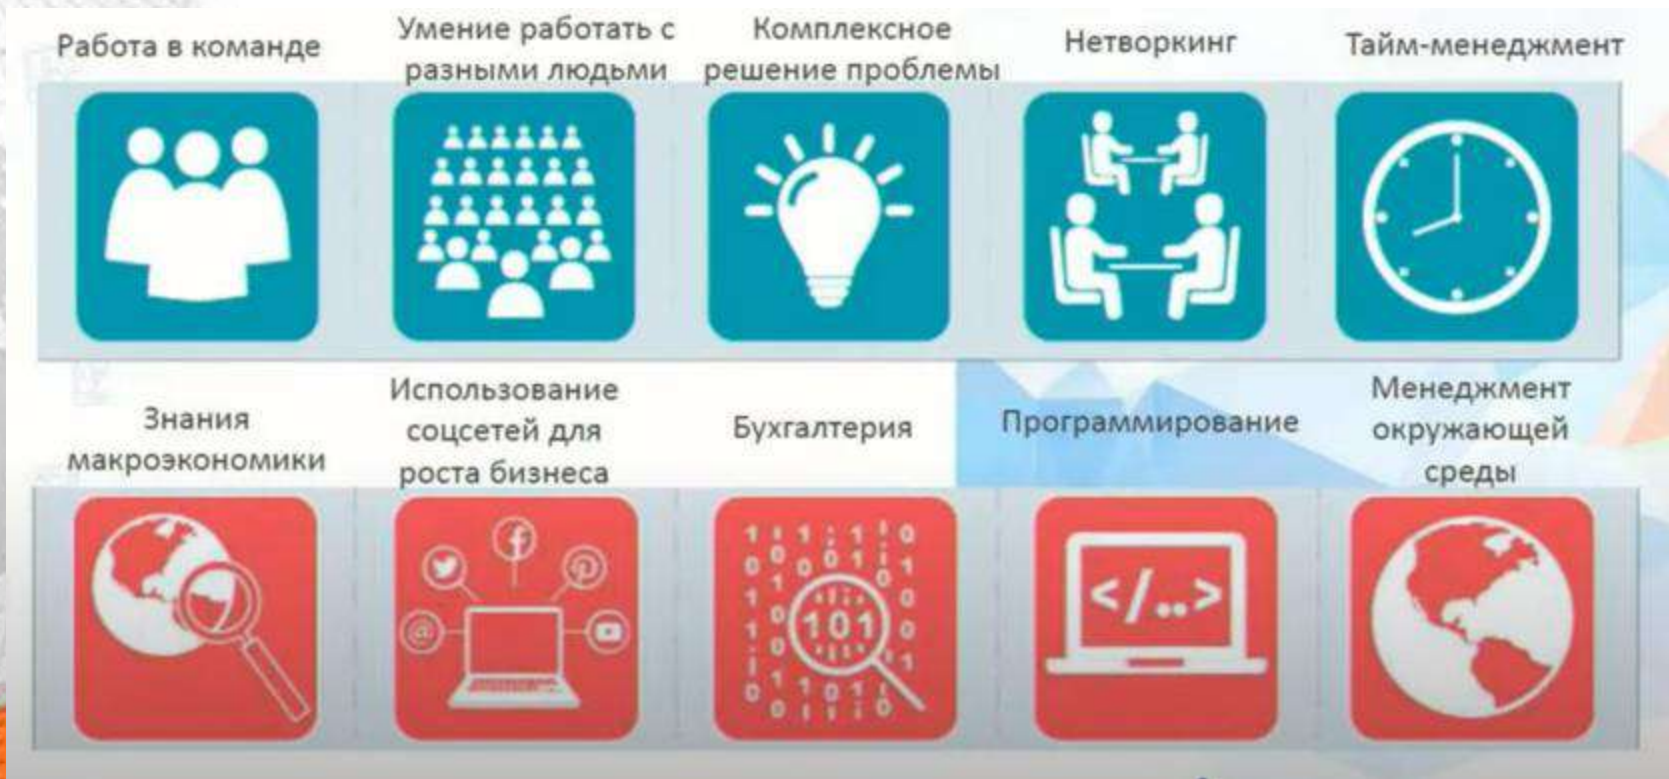 Работа в команде
Умение работать с
разными людьми
Комплексное
решение проблемы
Нетворкинг
Тайм-менеджмент
Знания
макроэкономики
Использование
соцсетей для
роста бизнеса
Бухгалтерия
Программирование
Менеджмент
окружающей
среды
101
</..>